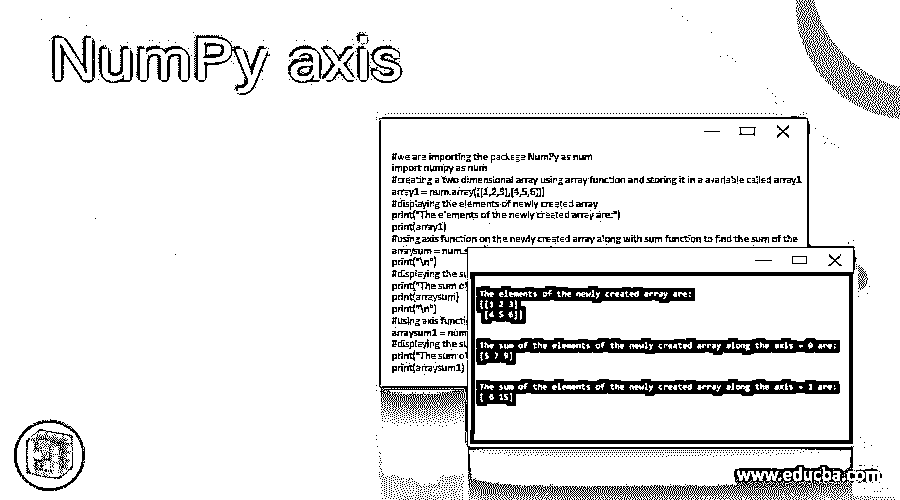 NumPy axis
#we are importing the package NumPy as num
import numpy as num
#creating a two dimensional array using array function and storing it in a variable called array1
array1 = num.array([[1,2,3],[4,5,6]])
#displaying the elements of newly created array
print("The elements of the newly created array are:")
print(array1)
#using axis function on the newly created array along with sum function to find the sum of the
arraysum = num.s
print("\n")
#displaying the su
print("The sum of
print(arraysum)
print("\n")
#using axis functi
arraysum1 = num
#displaying the su
print("The sum of
print(arraysum1)
The elements of the newly created array are:
[[1 2 3]
[4 5 6]]
The sum of the elements of the newly created array along the axis = 0 are:
[5 7 9]
The sum of the elements of the newly created array along the axis = 1 are:
[ 6 15]
www.educba.com